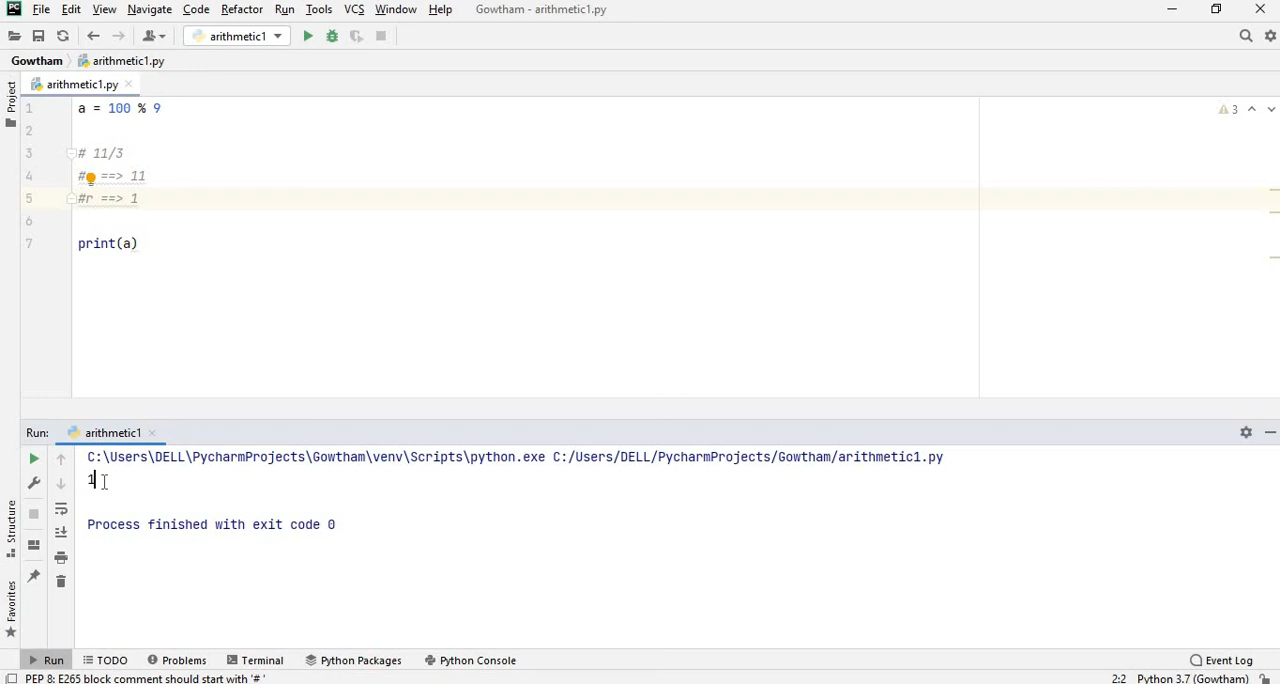 PC File Edit View Navigate Code Refactor Run Tools VCS Window Help Gowtham - arithmetic1.py
arithmetic1
Gowtham arithmetic1.py
Project
arithmetic1.py
1 a = 100 % 9
3
2
3 # 11/3
4 # ==> 11
5 #r ==> 1
6
7 print(a)
Run: arithmetic1
C:\Users\DELL\PycharmProjects\Gowtham\venv\Scripts\python.exe C:/Users/DELL/PycharmProjects/Gowtham/arithmetic1.py
1
Process finished with exit code 0
Structure
Favorites
Run TODO Problems Terminal Python Packages Python Console Event Log
PEP 8: E265 block comment should start with '# ' 2:2 Python 3.7 (Gowtham)